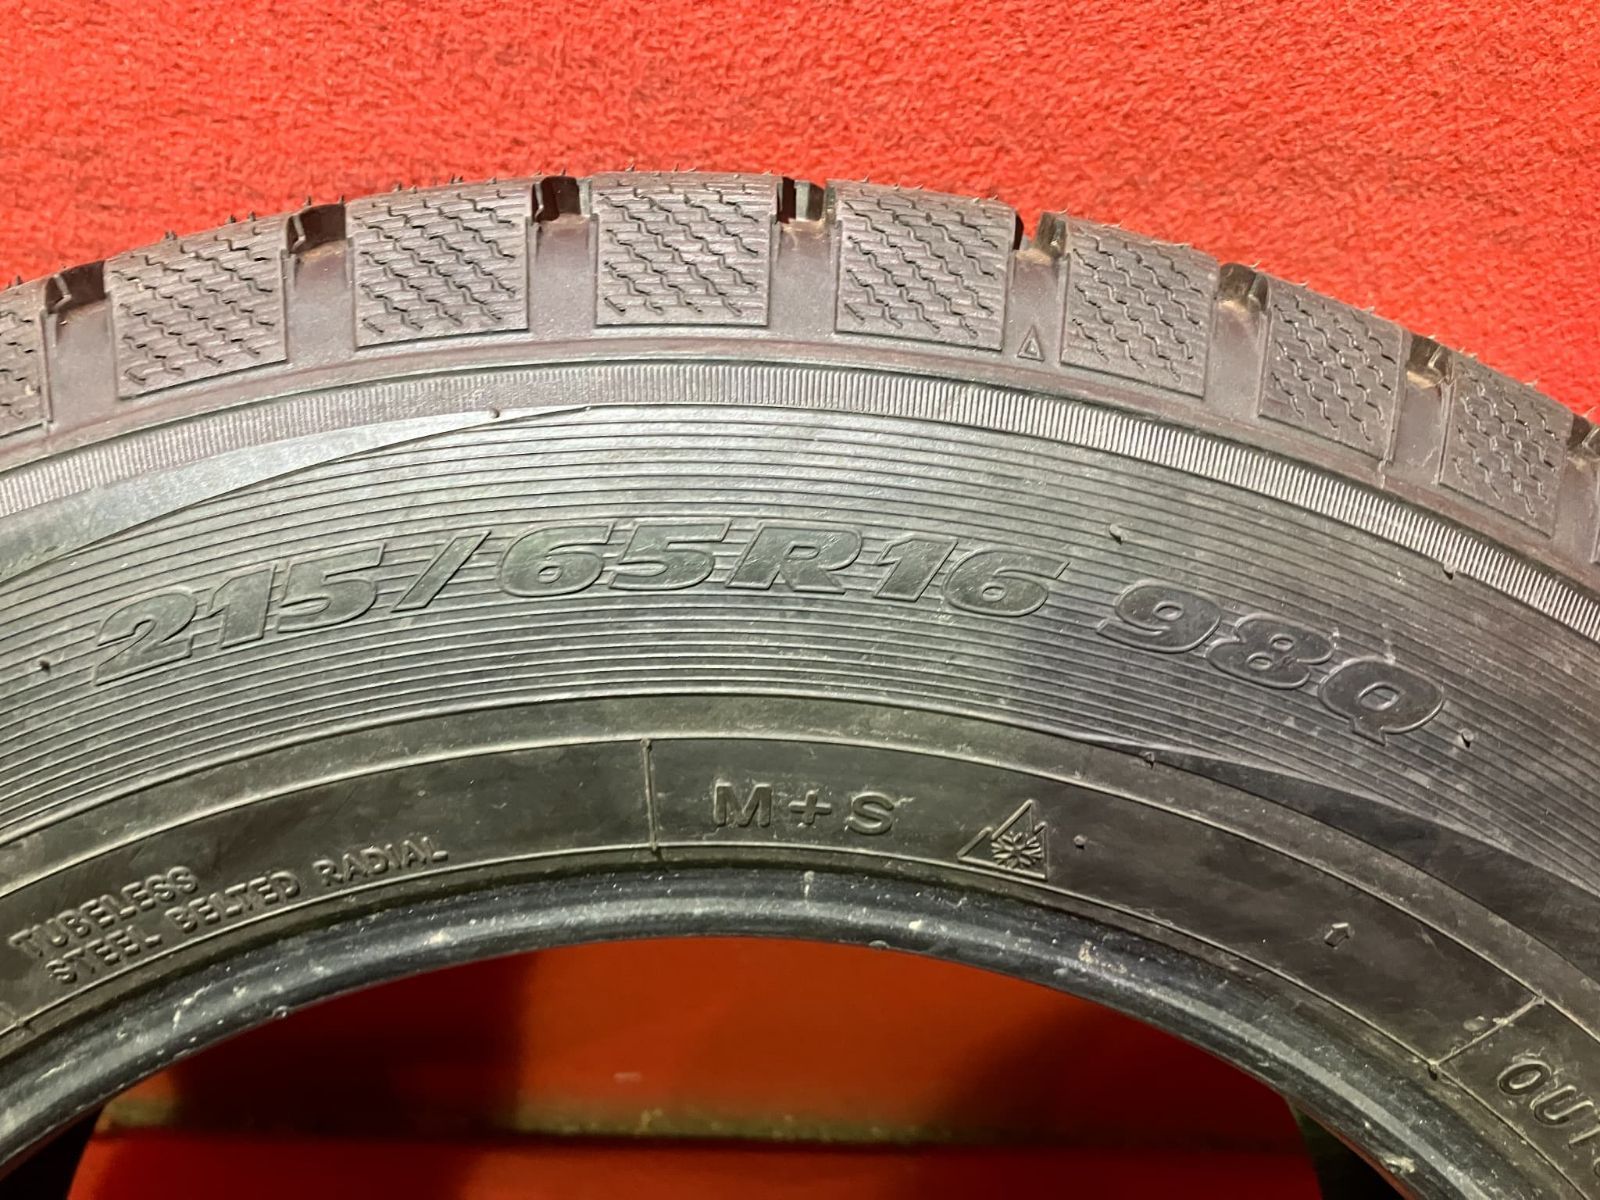 215/65R16 98Q
M+S
TUBELESS
STEEL BELTED RADIAL